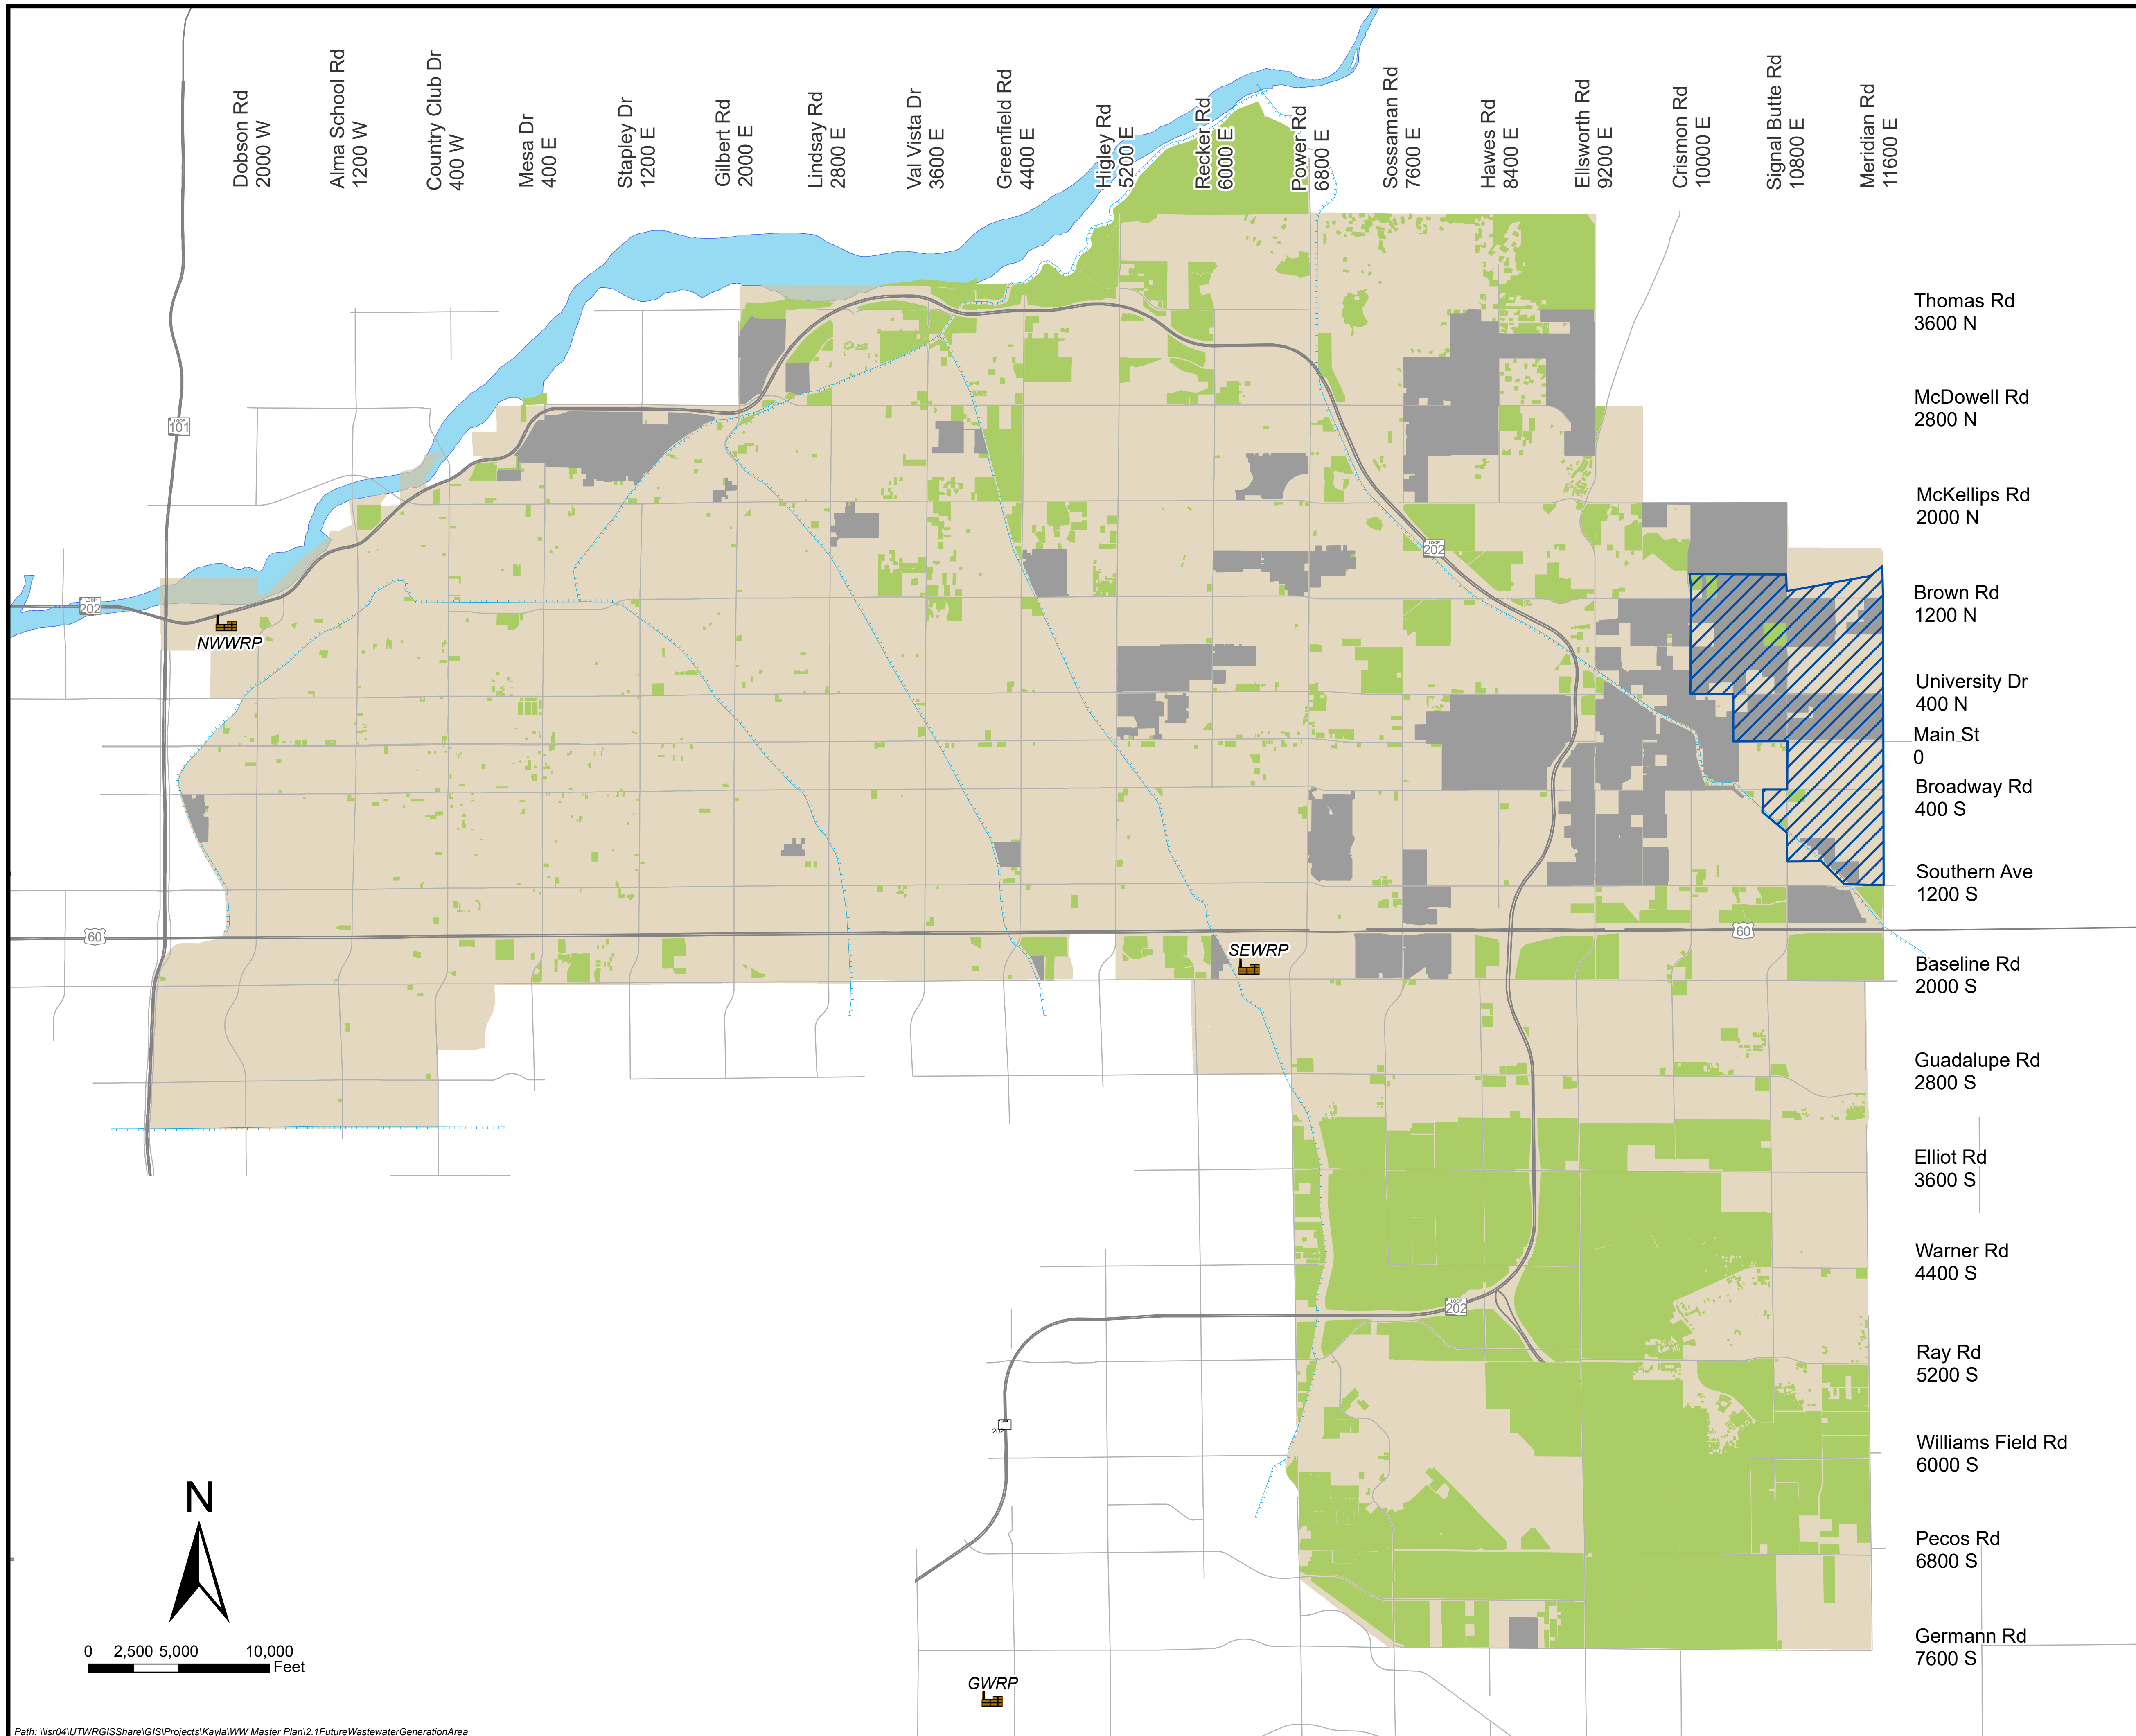 Dobson Rd
2000 W
Alma School Rd
1200 W
Country Club Dr
400 W
Mesa Dr
400 E
Stapley Dr
1200 E
Gilbert Rd
2000 E
Lindsay Rd
2800 E
Val Vista Dr
3600 E
Greenfield Rd
4400 E
Higley Rd
5200 E
Recker Rd
6000 E
Power Rd
6800 E
Sossaman Rd
7600 E
Hawes Rd
8400 E
Ellsworth Rd
9200 E
Crismon Rd
10000 E
Signal Butte Rd
10800 E
Meridian Rd
11600 E
Thomas Rd
3600 N
McDowell Rd
2800 N
LOOP
101
McKellips Rd
2000 N
LOOP
202
Brown Rd
1200 N
LOOP
202
NWWRP
University Dr
400 N
Main St
0
Broadway Rd
400 S
Southern Ave
1200 S
60
60
SEWRP
Baseline Rd
2000 S
Guadalupe Rd
2800 S
Elliot Rd
3600 S
Warner Rd
4400 S
LOOP
202
Ray Rd
5200 S
LOOP
202
Williams Field Rd
6000 S
N
Pecos Rd
6800 S
Germann Rd
7600 S
0 2,500 5,000 10,000
Feet
GWRP
Path: \\isr04\UTWRGISShare\GIS\Projects\Kayla\WW Master Plan\2.1FutureWastewaterGenerationArea